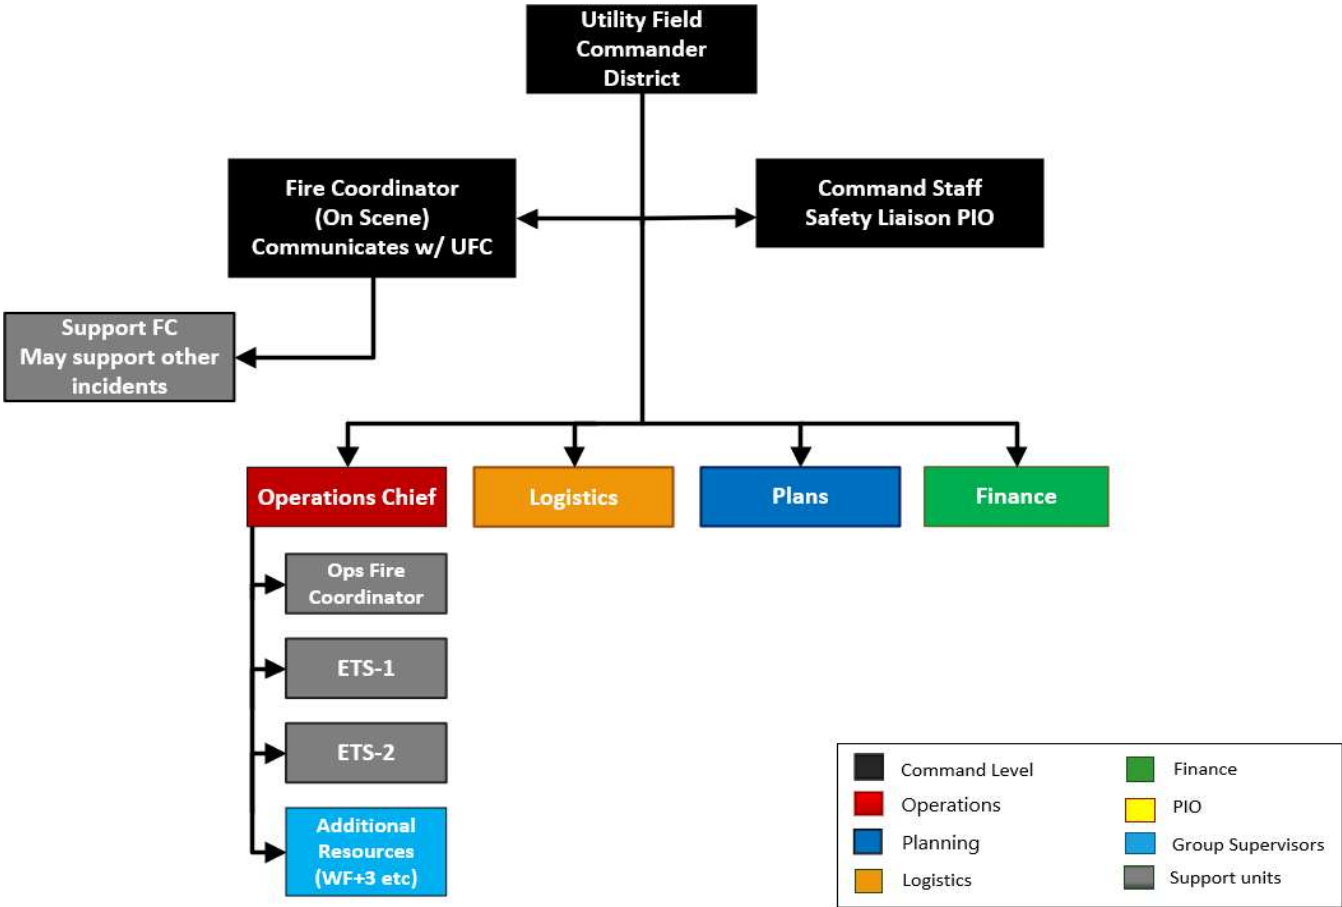 Utility Field
Commander
District
Fire Coordinator
(On Scene)
Communicates w/ UFC
Command Staff
Safety Liaison PIO
Support FC
May support other
incidents
Operations Chief
Logistics
Plans
Finance
Ops Fire
Coordinator
ETS-1
ETS-2
Additional
Resources
(WF+3 etc)
Command Level
Operations
Planning
Logistics
Finance
PIO
Group Supervisors
Support units